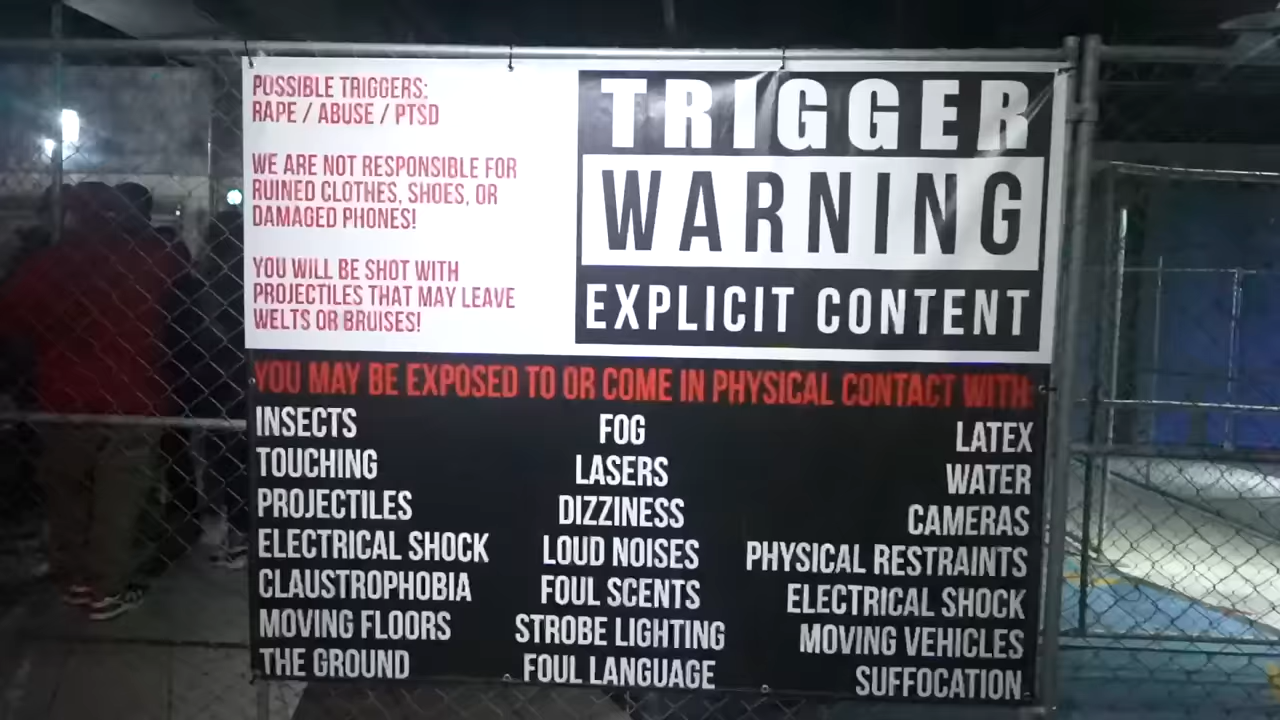 POSSIBLE TRIGGERS:
RAPE / ABUSE / PTSD
WE ARE NOT RESPONSIBLE FOR
RUINED CLOTHES, SHOES, OR
DAMAGED PHONES!
YOU WILL BE SHOT WITH
PROJECTILES THAT MAY LEAVE
WELTS OR BRUISES!
TRIGGER
WARNING
EXPLICIT CONTENT
YOU MAY BE EXPOSED TO OR COME IN PHYSICAL CONTACT WITH:
INSECTS
TOUCHING
PROJECTILES
ELECTRICAL SHOCK
CLAUSTROPHOBIA
MOVING FLOORS
THE GROUND
FOG
LASERS
DIZZINESS
LOUD NOISES
FOUL SCENTS
STROBE LIGHTING
FOUL LANGUAGE
LATEX
WATER
CAMERAS
PHYSICAL RESTRAINTS
ELECTRICAL SHOCK
MOVING VEHICLES
SUFFOCATION